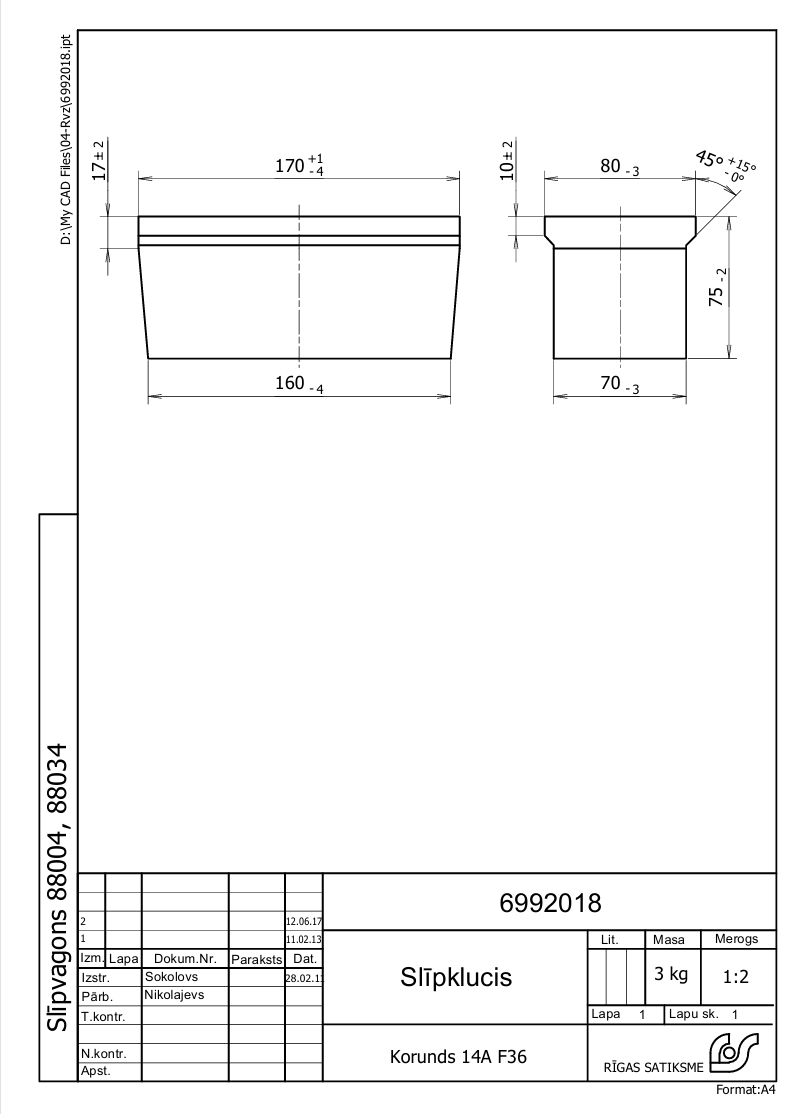 D:\My CAD Files\04-Rvz\6992018.ipt
17± 2
170 +1 -4
10± 2
80 -3
45° +15° -0°
75 -2
160 -4
70 -3
Slīpvagons 88004, 88034
6992018
2 12.06.17
1 11.02.13
Izm. Lapa Dokum.Nr. Paraksts Dat.
Izstr. Sokolovs 28.02.11
Pārb. Nikolajevs
T.kontr.
N.kontr.
Apst.
Slīpklucis
Lit. Masa Merogs
3 kg 1:2
Lapa 1 Lapu sk. 1
Korunds 14A F36
RĪGAS SATIKSME
Format:A4